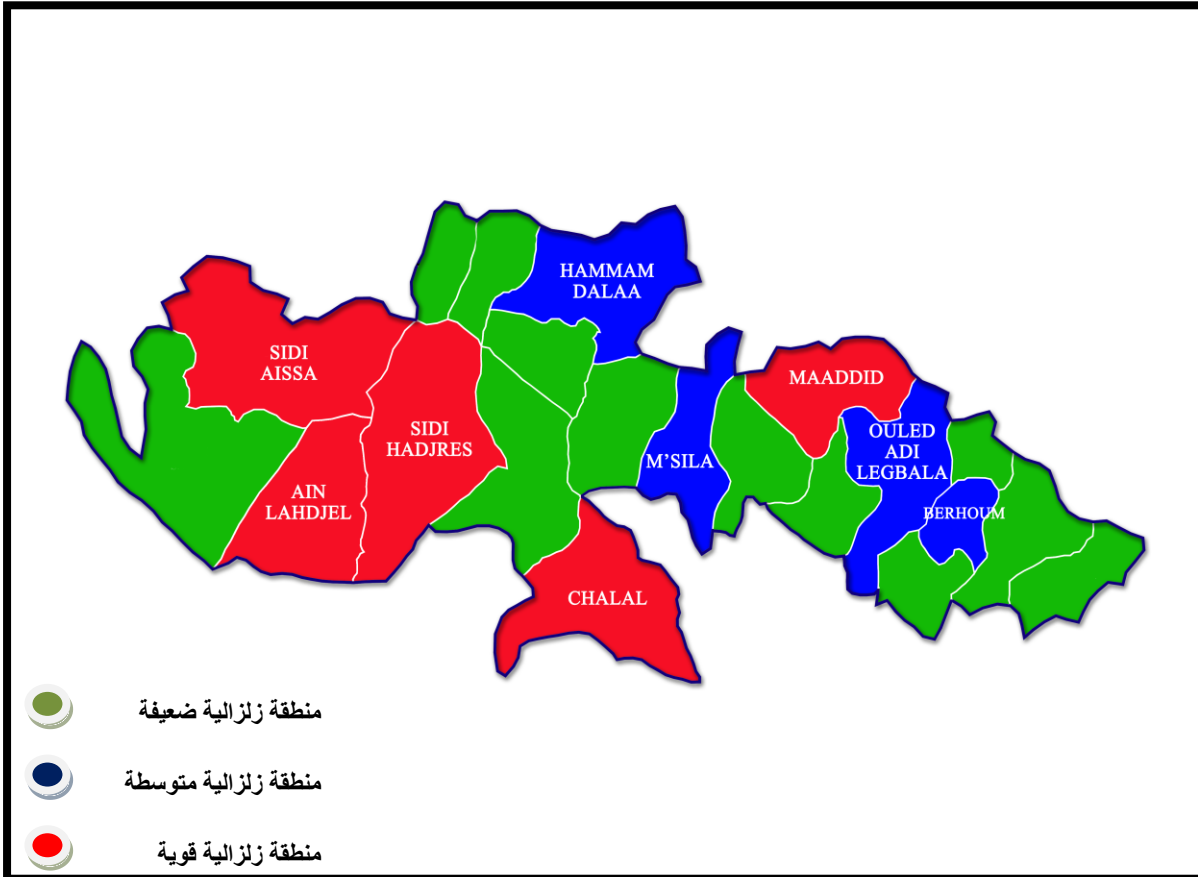 HAMMAM
DALAA
SIDI
AISSA
MAADDID
SIDI
HADJRES
OULED
ADI
LEGBALA
M’SILA
AIN
LAHDJEL
BERHOUM
CHALAL
منطقة زلزالية ضعيفة
منطقة زلزالية متوسطة
منطقة زلزالية قوية